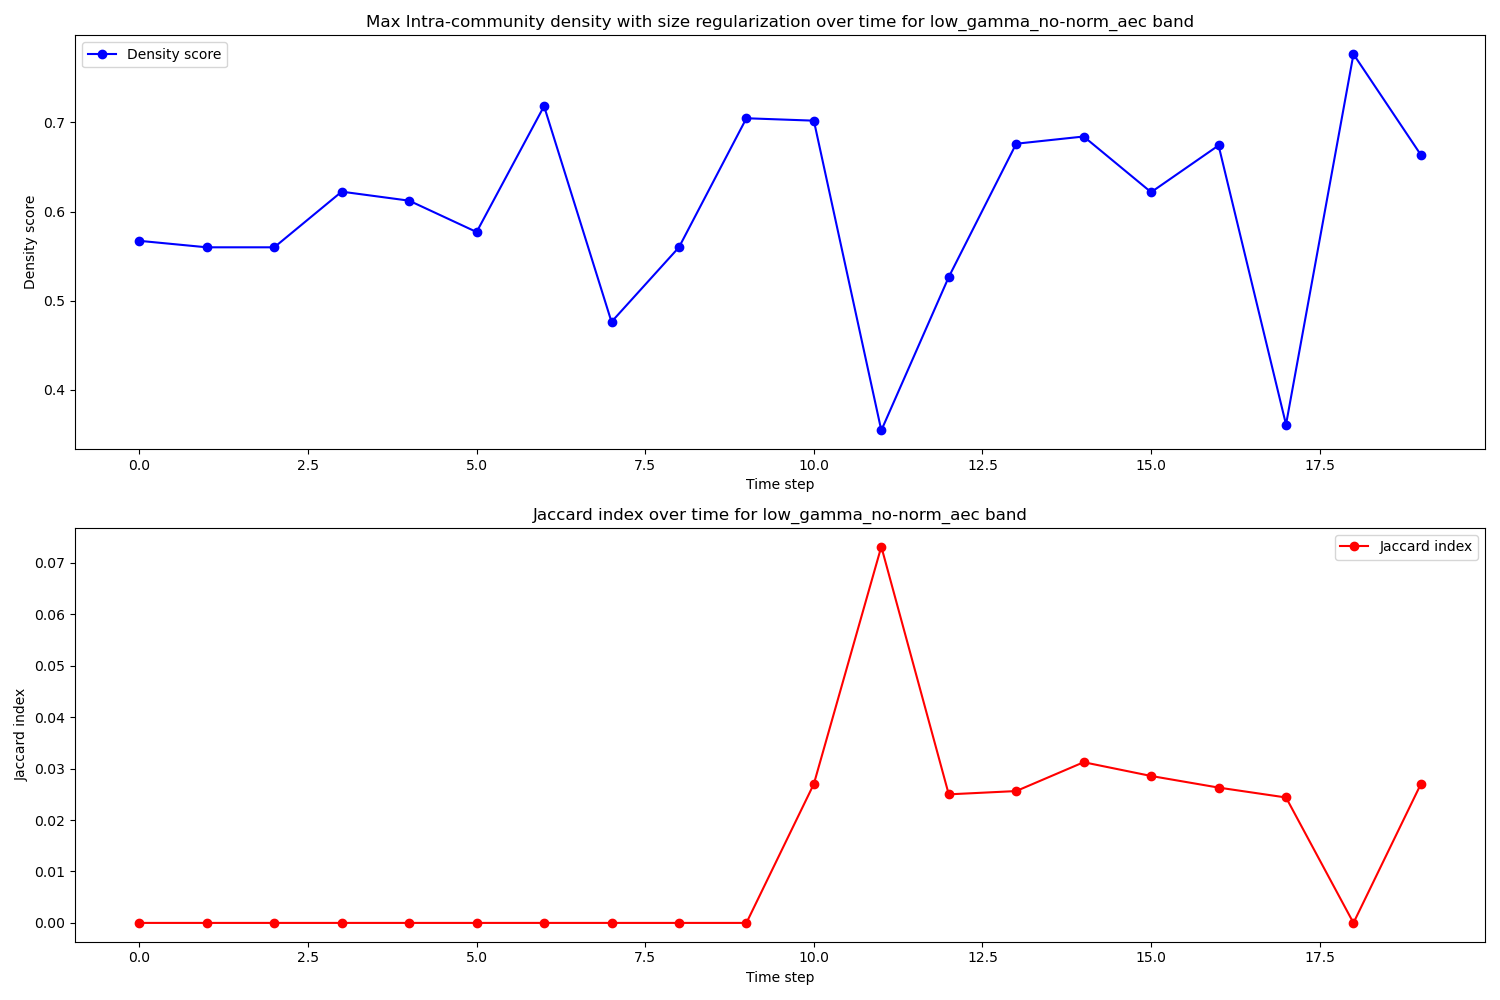 Max Intra-community density with size regularization over time for low_gamma_no-norm_aec band
Density score
0.7
0.6
0.5
0.4
Density score
0.0 2.5 5.0 7.5 10.0 12.5 15.0 17.5
Time step
Jaccard index over time for low_gamma_no-norm_aec band
Jaccard index
0.07
0.06
0.05
0.04
0.03
0.02
0.01
0.00
Jaccard index
0.0 2.5 5.0 7.5 10.0 12.5 15.0 17.5
Time step